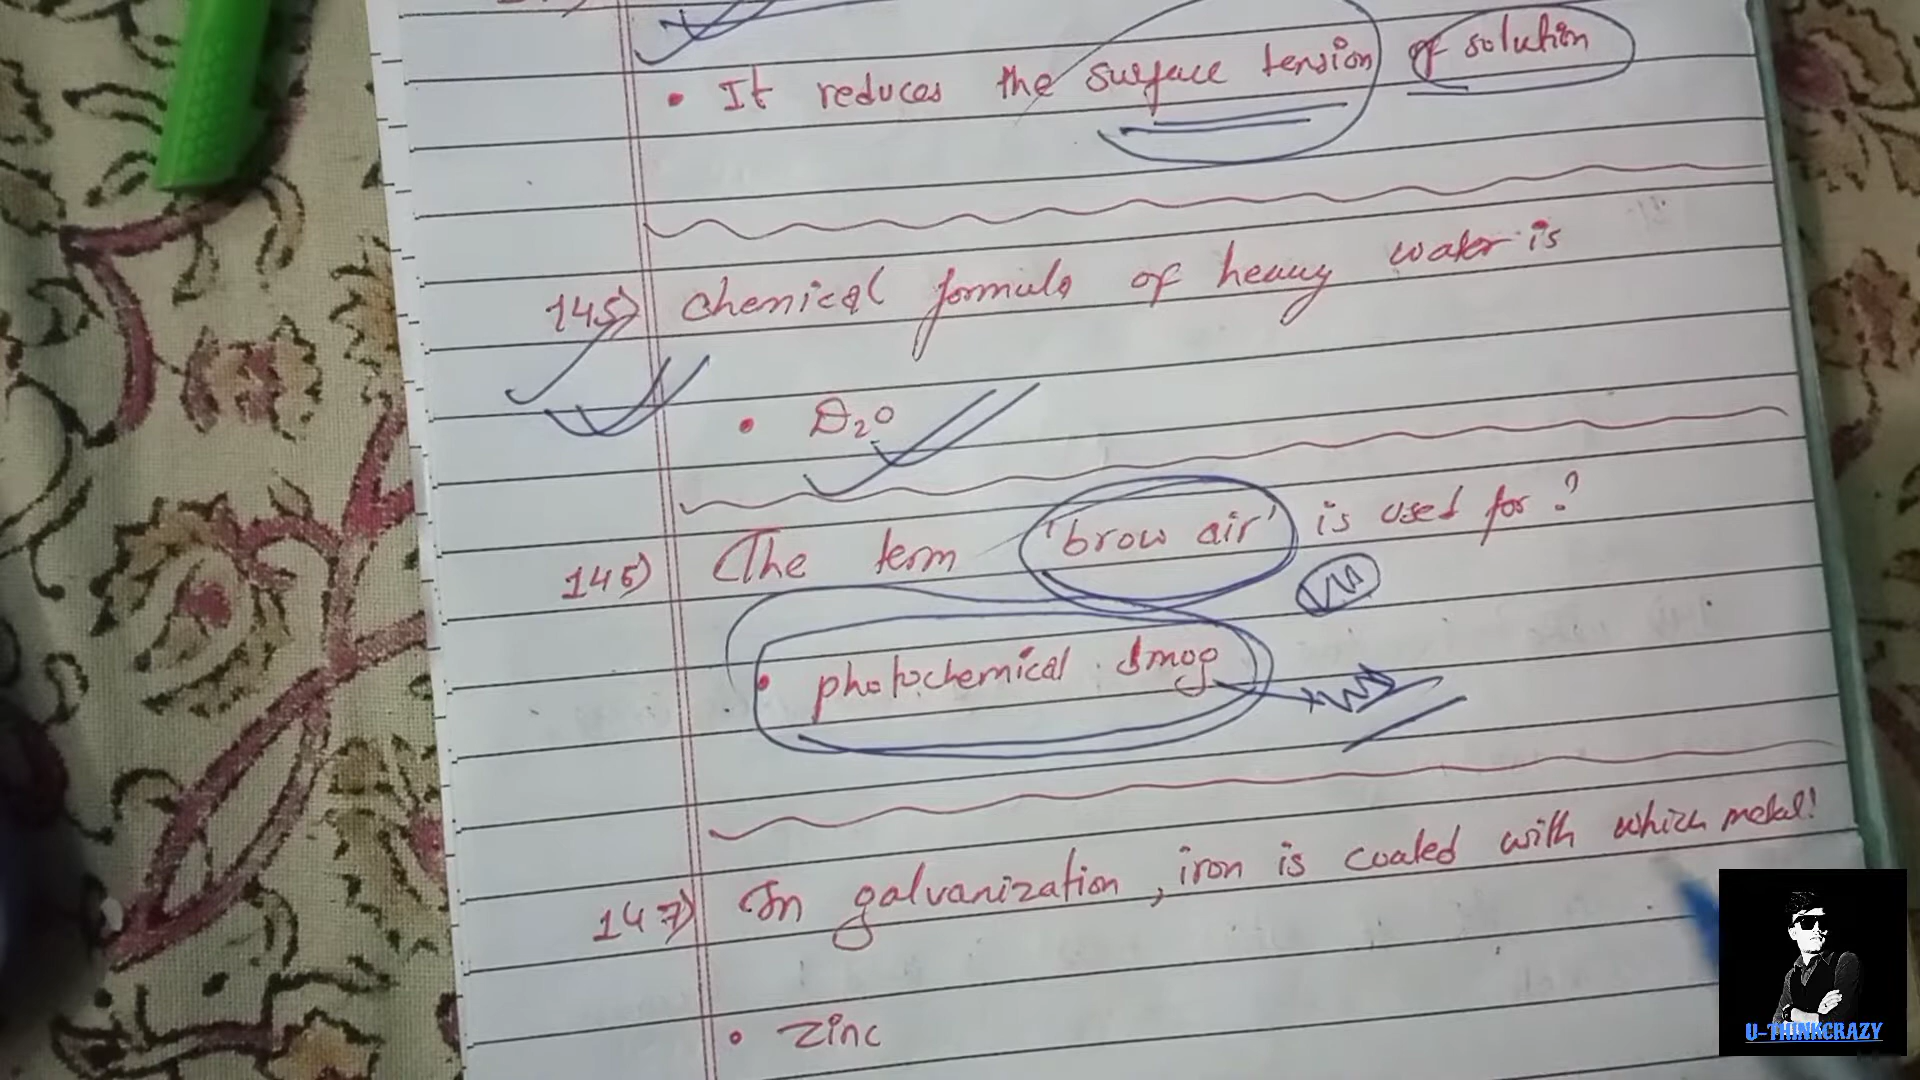 • It reduces the surface tension of solution
145) Chemical formula of heavy water is
• D₂O
146) The term 'brow air' is used for?
• photochemical smog
147) In galvanization, iron is coated with which metal!
• Zinc
U-THINKCRAZY